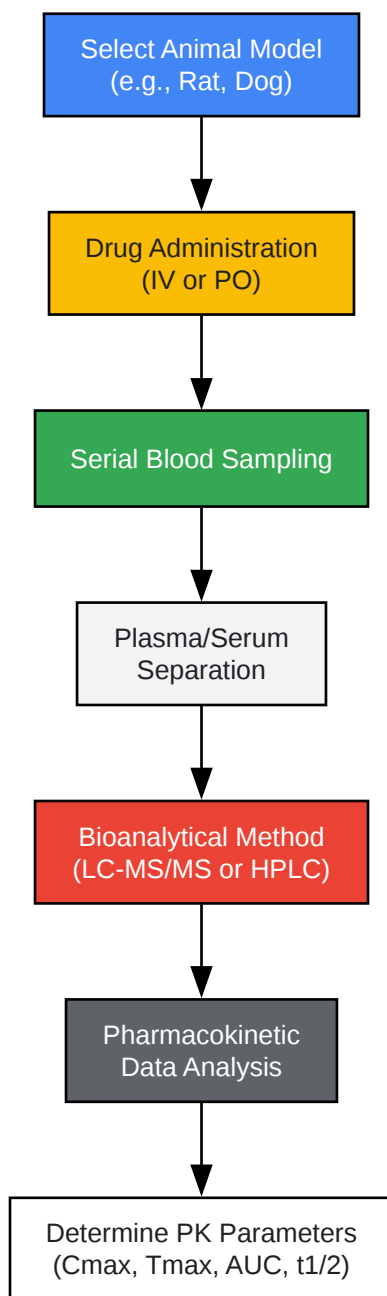 Select Animal Model
(e.g., Rat, Dog)
Drug Administration
(IV or PO)
Serial Blood Sampling
Plasma/Serum
Separation
Bioanalytical Method
(LC-MS/MS or HPLC)
Pharmacokinetic
Data Analysis
Determine PK Parameters
(Cmax, Tmax, AUC, t1/2)